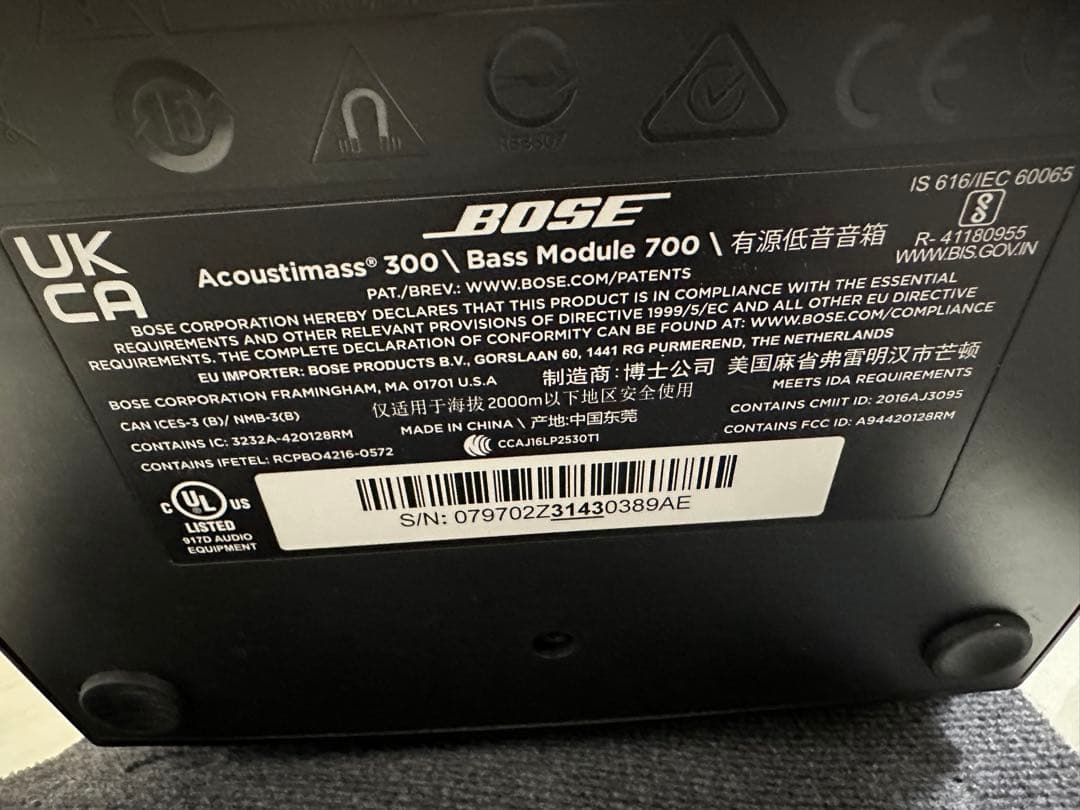 15
IS 616/IEC 60065
R- 41180955
WWW.BIS.GOV.IN
UK
CA
BOSE
Acoustimass® 300 \ Bass Module 700 \ 有源低音音箱
PAT./BREV.: WWW.BOSE.COM/PATENTS
BOSE CORPORATION HEREBY DECLARES THAT THIS PRODUCT IS IN COMPLIANCE WITH THE ESSENTIAL
REQUIREMENTS AND OTHER RELEVANT PROVISIONS OF DIRECTIVE 1999/5/EC AND ALL OTHER EU DIRECTIVE
REQUIREMENTS. THE COMPLETE DECLARATION OF CONFORMITY CAN BE FOUND AT: WWW.BOSE.COM/COMPLIANCE
EU IMPORTER: BOSE PRODUCTS B.V., GORSLAAN 60, 1441 RG PURMEREND, THE NETHERLANDS
BOSE CORPORATION FRAMINGHAM, MA 01701 U.S.A 制造商:博士公司 美国麻省弗雷明汉市芒顿
CAN ICES-3 (B)/ NMB-3(B) 仅适用于海拔2000m以下地区安全使用 MEETS IDA REQUIREMENTS
CONTAINS IC: 3232A-420128RM MADE IN CHINA \ 产地:中国东莞 CONTAINS CMIIT ID: 2016AJ3095
CONTAINS IFETEL: RCPBO4216-0572 CCAJ16LP2530T1 CONTAINS FCC ID: A94420128RM
C UL US
LISTED
917D AUDIO
EQUIPMENT
S/N: 079702Z31430389AE